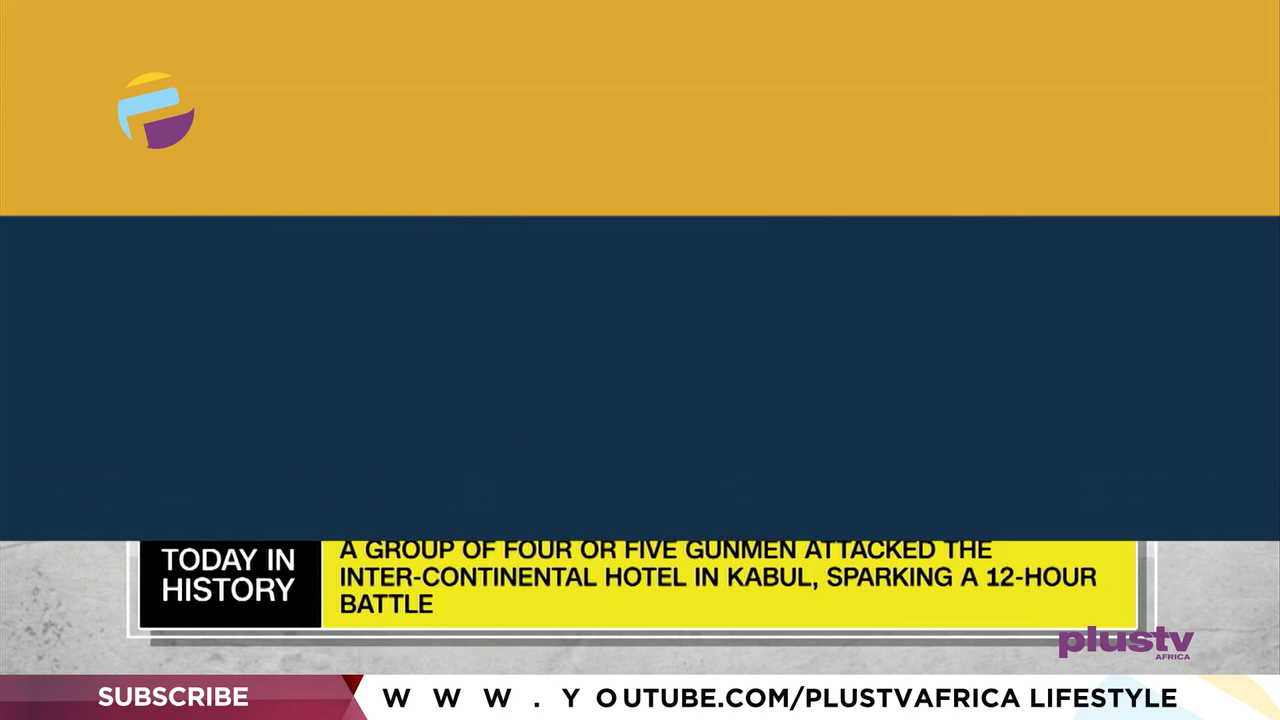 TODAY IN
HISTORY
A GROUP OF FOUR OR FIVE GUNMEN ATTACKED THE
INTER-CONTINENTAL HOTEL IN KABUL, SPARKING A 12-HOUR
BATTLE
plustv
AFRICA
SUBSCRIBE
W W W . Y OUTUBE.COM/PLUSTVAFRICA LIFESTYLE